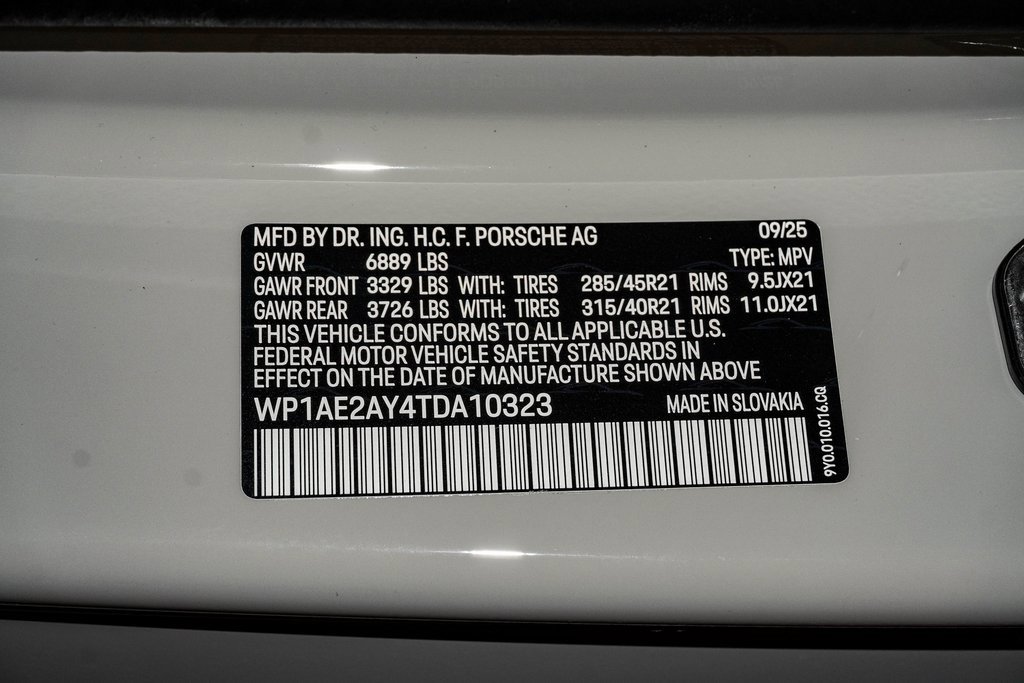 MFD BY DR. ING. H.C. F. PORSCHE AG 09/25
GVWR 6889 LBS TYPE: MPV
GAWR FRONT 3329 LBS WITH: TIRES 285/45R21 RIMS 9.5JX21
GAWR REAR 3726 LBS WITH: TIRES 315/40R21 RIMS 11.0JX21
THIS VEHICLE CONFORMS TO ALL APPLICABLE U.S.
FEDERAL MOTOR VEHICLE SAFETY STANDARDS IN
EFFECT ON THE DATE OF MANUFACTURE SHOWN ABOVE
WP1AE2AY4TDA10323 MADE IN SLOVAKIA
9Y0.010.016.CQ